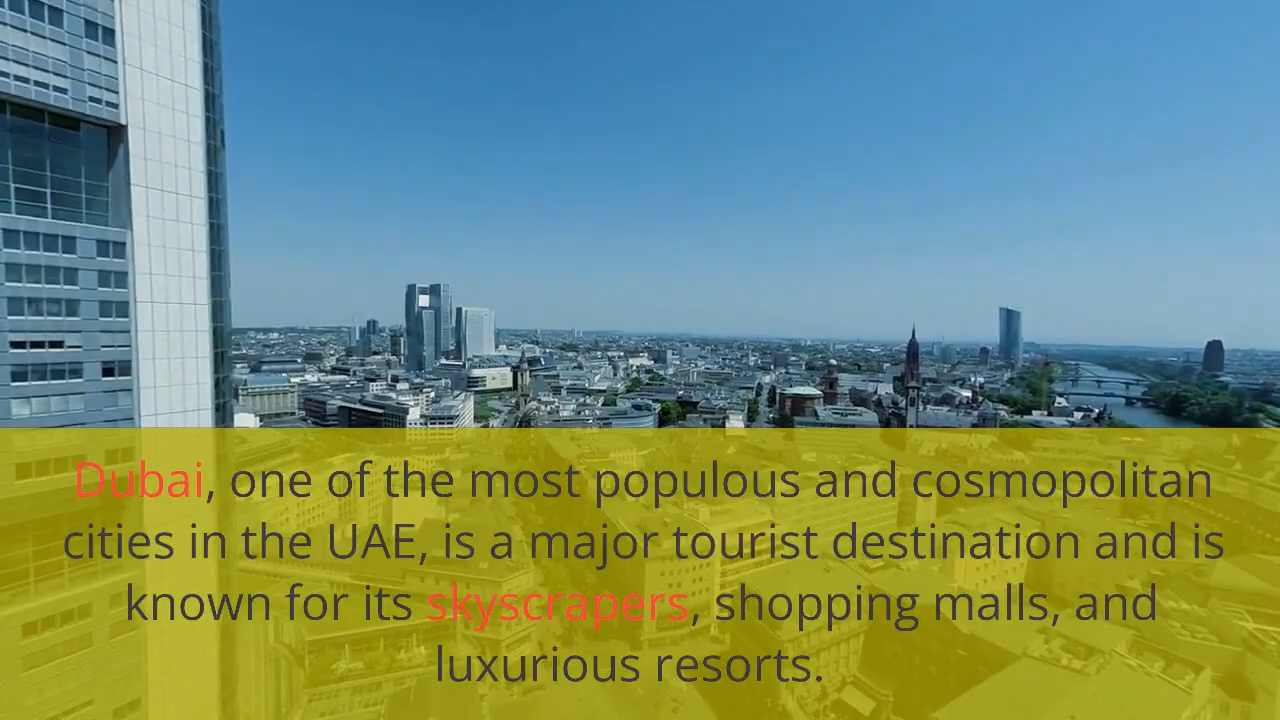 Dubai, one of the most populous and cosmopolitan
cities in the UAE, is a major tourist destination and is
known for its skyscrapers, shopping malls, and
luxurious resorts.